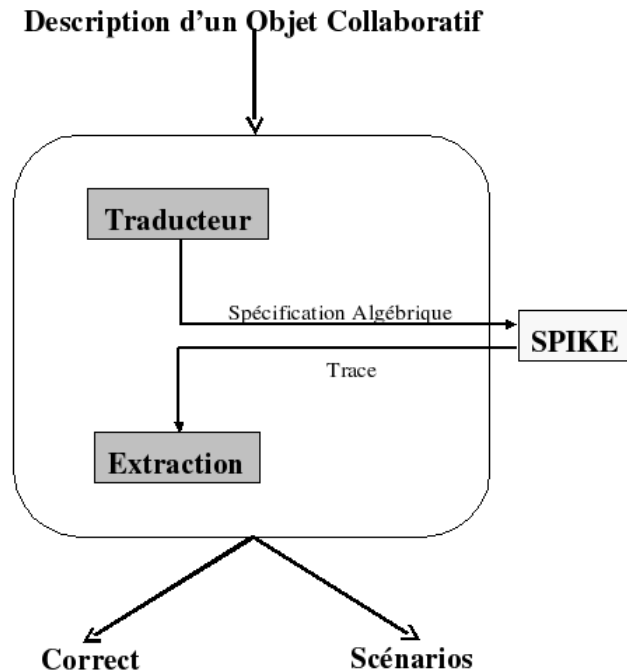 Description d'un Objet Collaboratif
Traducteur
Spécification Algébrique
SPIKE
Trace
Extraction
Correct
Scénarios